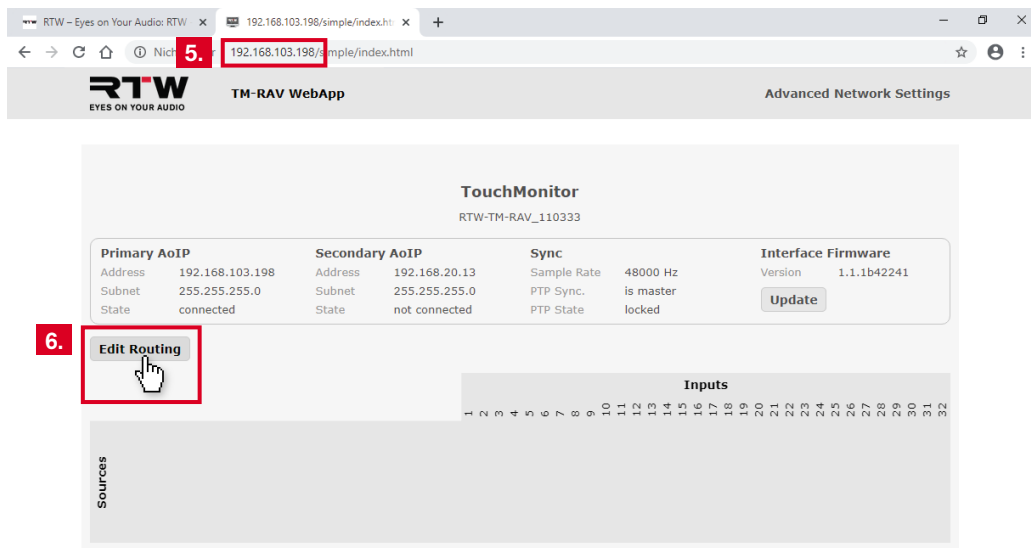 RTW – Eyes on Your Audio: RTW
192.168.103.198/simple/index.ht
5.
192.168.103.198/simple/index.html
RTW
EYES ON YOUR AUDIO
TM-RAV WebApp
Advanced Network Settings
TouchMonitor
RTW-TM-RAV_110333
Primary AoIP
Address 192.168.103.198
Subnet 255.255.255.0
State connected
Secondary AoIP
Address 192.168.20.13
Subnet 255.255.255.0
State not connected
Sync
Sample Rate 48000 Hz
PTP Sync. is master
PTP State locked
Interface Firmware
Version 1.1.1b42241
Update
6.
Edit Routing
Inputs
1 2 3 4 5 6 7 8 9 10 11 12 13 14 15 16 17 18 19 20 21 22 23 24 25 26 27 28 29 30 31 32
Sources